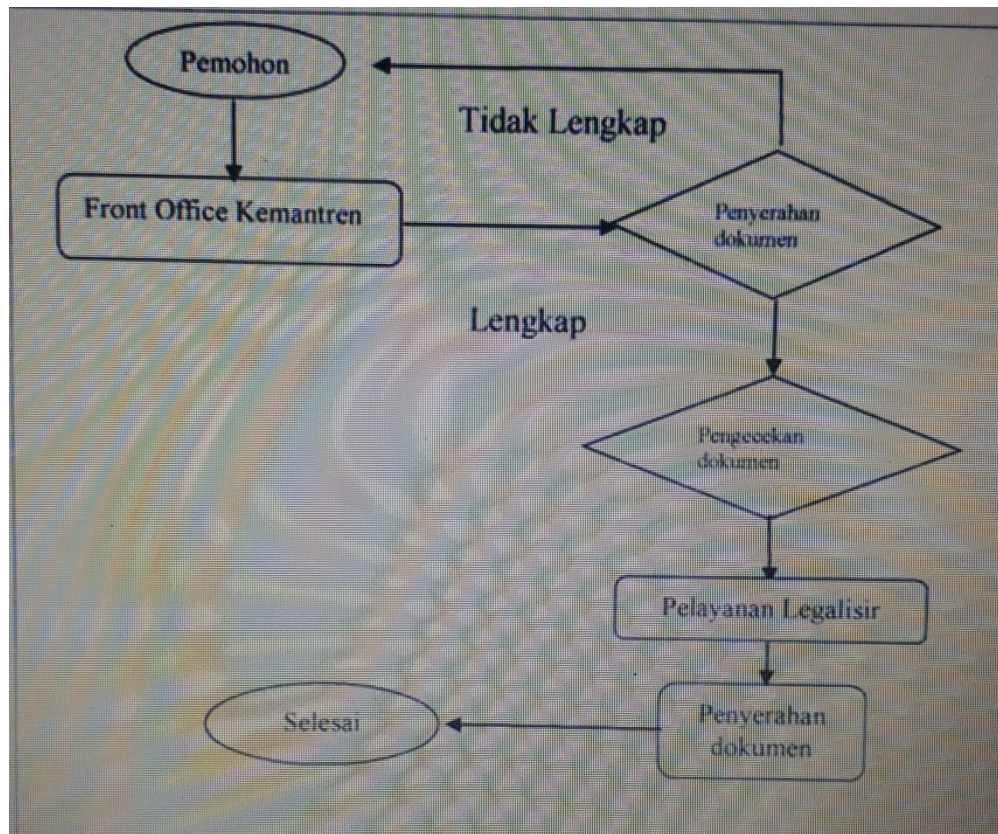 Pemohon
Tidak Lengkap
Front Office Kemantren
Penyerahan
dokumen
Lengkap
Pengecekan
dokumen
Pelayanan Legalisir
Penyerahan
dokumen
Selesai